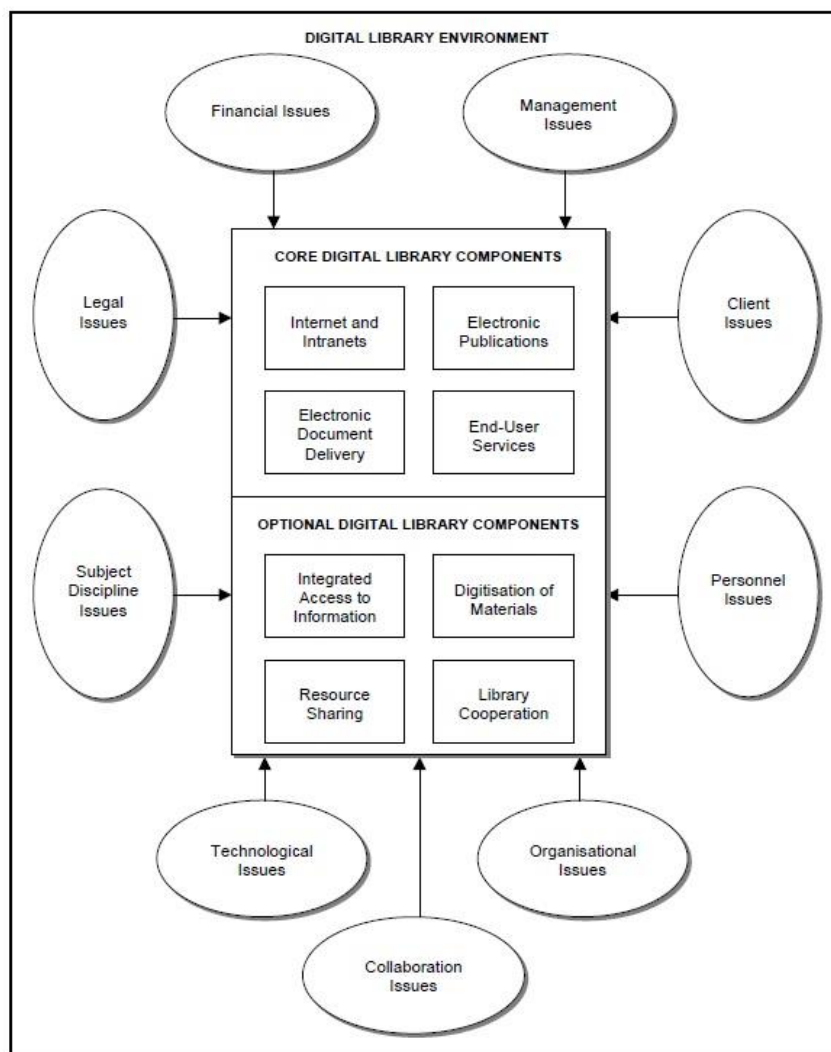 DIGITAL LIBRARY ENVIRONMENT
Financial Issues
Management
Issues
Legal
Issues
CORE DIGITAL LIBRARY COMPONENTS
Internet and
Intranets
Electronic
Publications
Client
Issues
Electronic
Document
Delivery
End-User
Services
Subject
Discipline
Issues
OPTIONAL DIGITAL LIBRARY COMPONENTS
Integrated
Access to
Information
Digitisation of
Materials
Personnel
Issues
Resource
Sharing
Library
Cooperation
Technological
Issues
Organisational
Issues
Collaboration
Issues